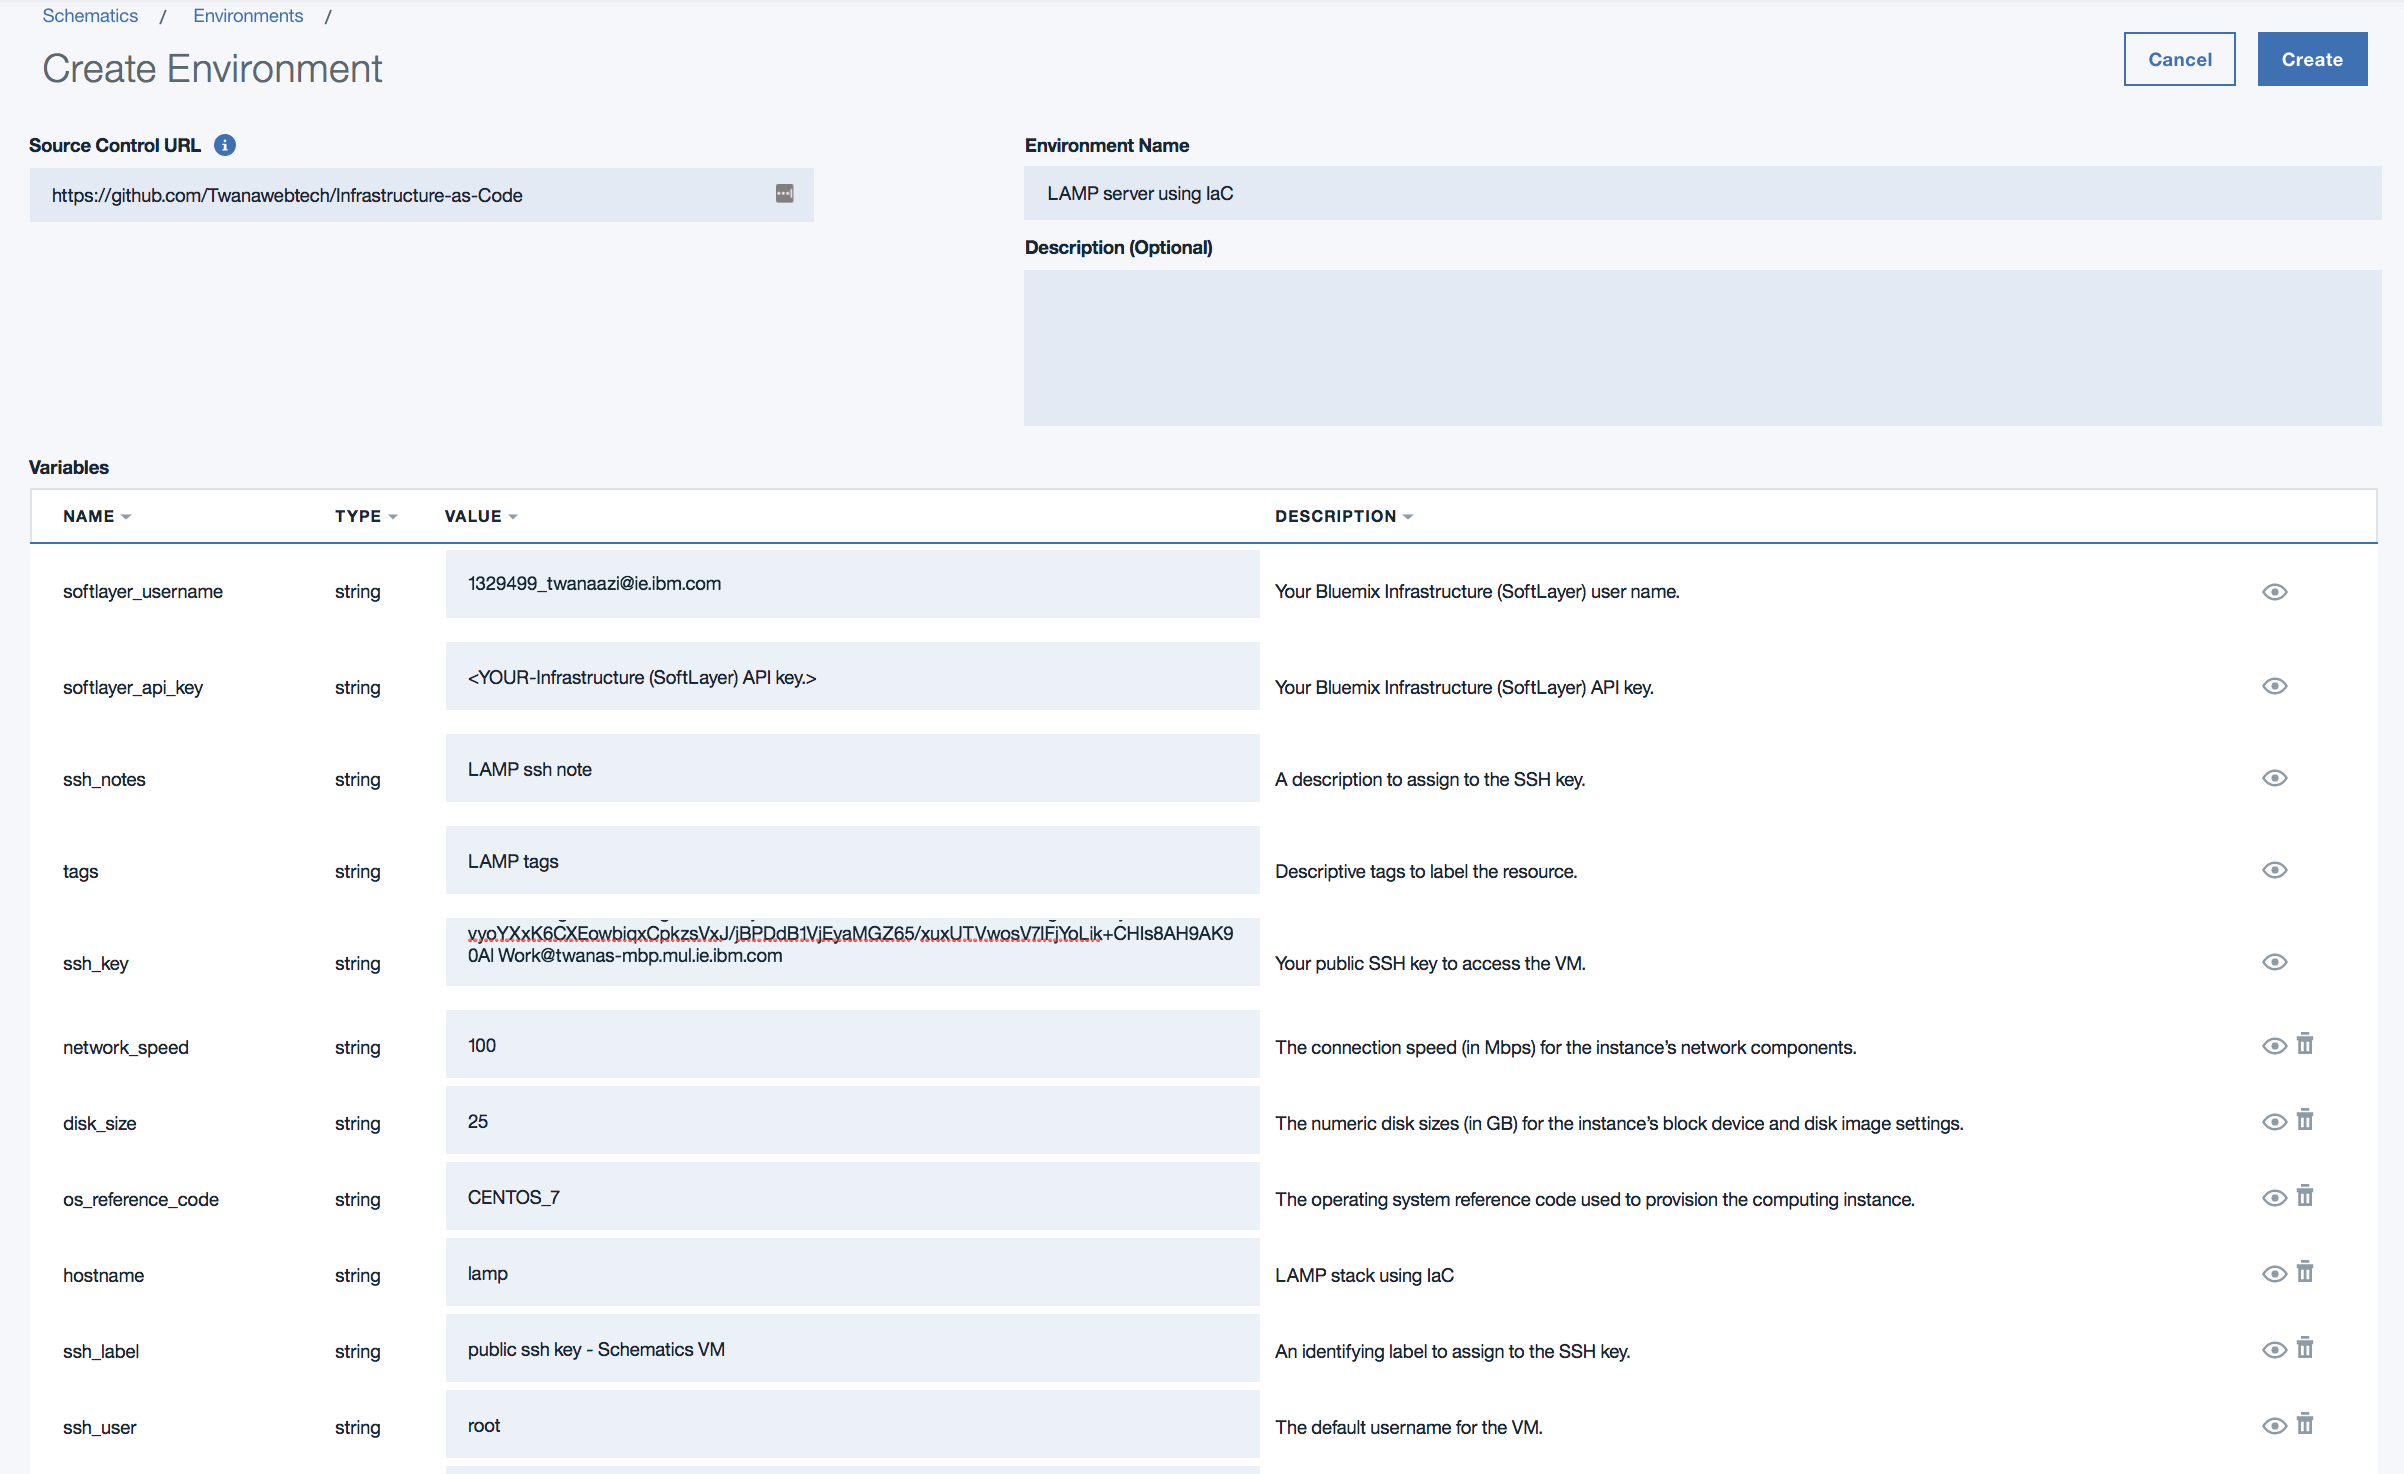 Schematics / Environments /
Create Environment
Cancel
Create
Source Control URL
https://github.com/Twanawebtech/Infrastructure-as-Code
Environment Name
LAMP server using IaC
Description (Optional)
Variables
NAME TYPE VALUE DESCRIPTION
softlayer_username string 1329499_twanaazi@ie.ibm.com Your Bluemix Infrastructure (SoftLayer) user name.
softlayer_api_key string <YOUR-Infrastructure (SoftLayer) API key.> Your Bluemix Infrastructure (SoftLayer) API key.
ssh_notes string LAMP ssh note A description to assign to the SSH key.
tags string LAMP tags Descriptive tags to label the resource.
vyoYXxK6CXEowbiqxCpkzsVxJ/jBPDdB1VjEyaMGZ65/xuxUTVwosV7lFjYoLik+CHIs8AH9AK9
0Al Work@twanas-mbp.mul.ie.ibm.com
ssh_key string Your public SSH key to access the VM.
network_speed string 100 The connection speed (in Mbps) for the instance's network components.
disk_size string 25 The numeric disk sizes (in GB) for the instance's block device and disk image settings.
os_reference_code string CENTOS_7 The operating system reference code used to provision the computing instance.
hostname string lamp LAMP stack using IaC
ssh_label string public ssh key - Schematics VM An identifying label to assign to the SSH key.
ssh_user string root The default username for the VM.